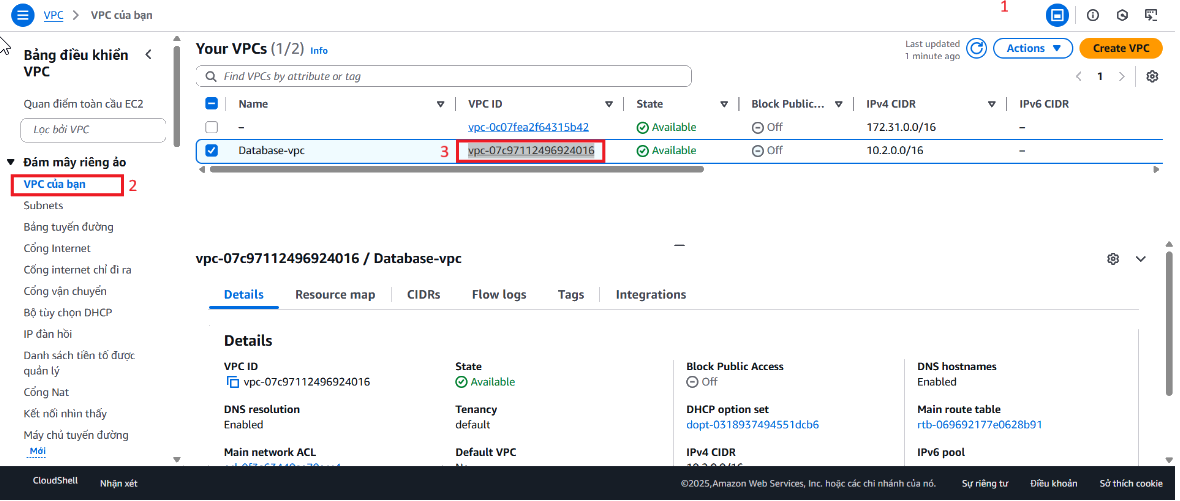 1
VPC > VPC của bạn
Bảng điều khiển VPC
Quan điểm toàn cầu EC2
Lọc bởi VPC
Đám mây riêng ảo
VPC của bạn 2
Subnets
Bảng tuyến đường
Cổng Internet
Cổng internet chỉ đi ra
Cổng vận chuyển
Bộ tùy chọn DHCP
IP đàn hồi
Danh sách tiền tố được quản lý
Cổng Nat
Kết nối nhìn thấy
Máy chủ tuyến đường
Mới
Your VPCs (1/2) Info
Last updated
1 minute ago
Actions
Create VPC
Find VPCs by attribute or tag
1
Name VPC ID State Block Public... IPv4 CIDR IPv6 CIDR
– vpc-0c07fea2f64315b42 Available Off 172.31.0.0/16 –
Database-vpc 3 vpc-07c97112496924016 Available Off 10.2.0.0/16 –
vpc-07c97112496924016 / Database-vpc
Details Resource map CIDRs Flow logs Tags Integrations
Details
VPC ID State Block Public Access DNS hostnames
vpc-07c97112496924016 Available Off Enabled
DNS resolution Tenancy DHCP option set Main route table
Enabled default dopt-0318937494551dcb6 rtb-069692177e0628b91
Main network ACL Default VPC IPv4 CIDR IPv6 pool
CloudShell Nhận xét ©2025,Amazon Web Services, Inc. hoặc các chi nhánh của nó. Sự riêng tư Điều khoản Sở thích cookie